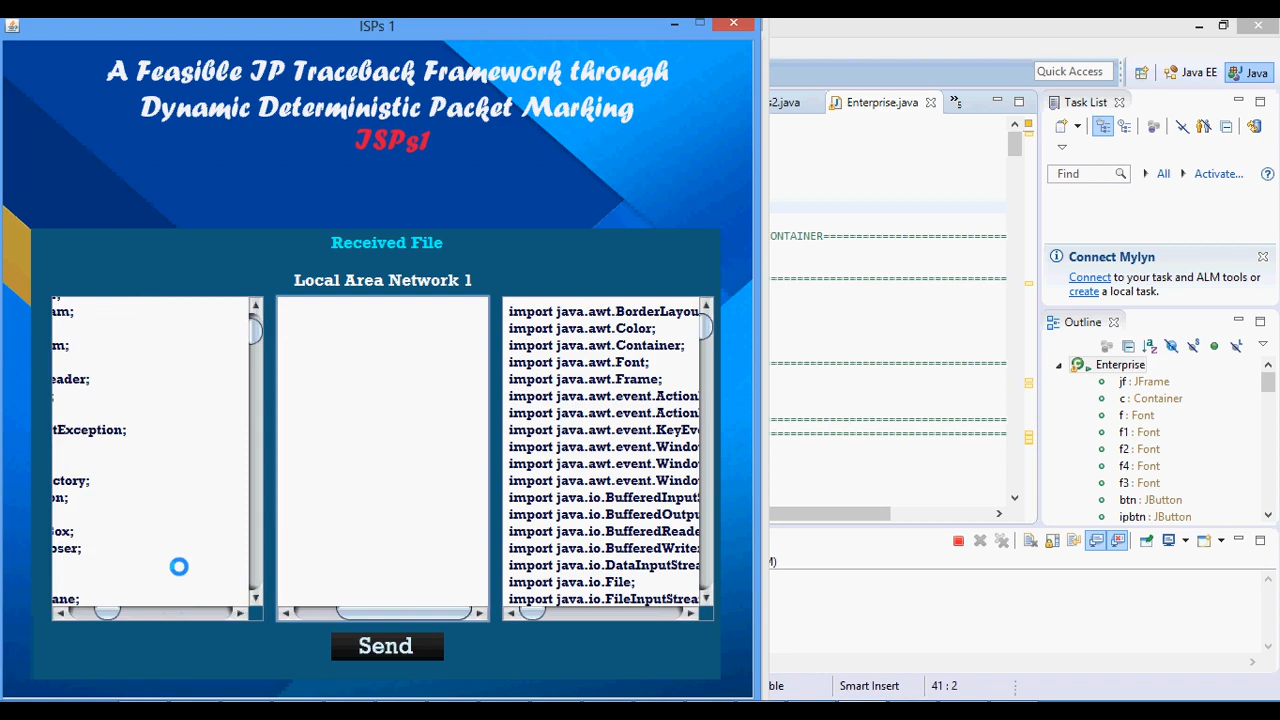 ISPs 1
A Feasible IP Traceback Framework through
Dynamic Deterministic Packet Marking
ISPs1
Received File
Local Area Network 1
am;
m;
eader;
tException;
ctory;
on;
Box;
oser;
ane;
import java.awt.BorderLayou
import java.awt.Color;
import java.awt.Container;
import java.awt.Font;
import java.awt.Frame;
import java.awt.event.Action
import java.awt.event.Action
import java.awt.event.KeyEve
import java.awt.event.Windo
import java.awt.event.Windo
import java.awt.event.Windo
import java.io.BufferedInputS
import java.io.BufferedOutpu
import java.io.BufferedReade
import java.io.BufferedWrite
import java.io.DataInputStrea
import java.io.File;
import java.io.FileInputStrea
Send
Quick Access
Java EE
Java
s2.java
Enterprise.java
»5
CONTAINER================================
Task List
Find
All
Activate...
Connect Mylyn
Connect to your task and ALM tools or
create a local task.
Outline
Enterprise
jf : JFrame
c : Container
f : Font
f1 : Font
f2 : Font
f4 : Font
f3 : Font
btn : JButton
ipbtn : JButton
M)
ble
Smart Insert
41 : 2